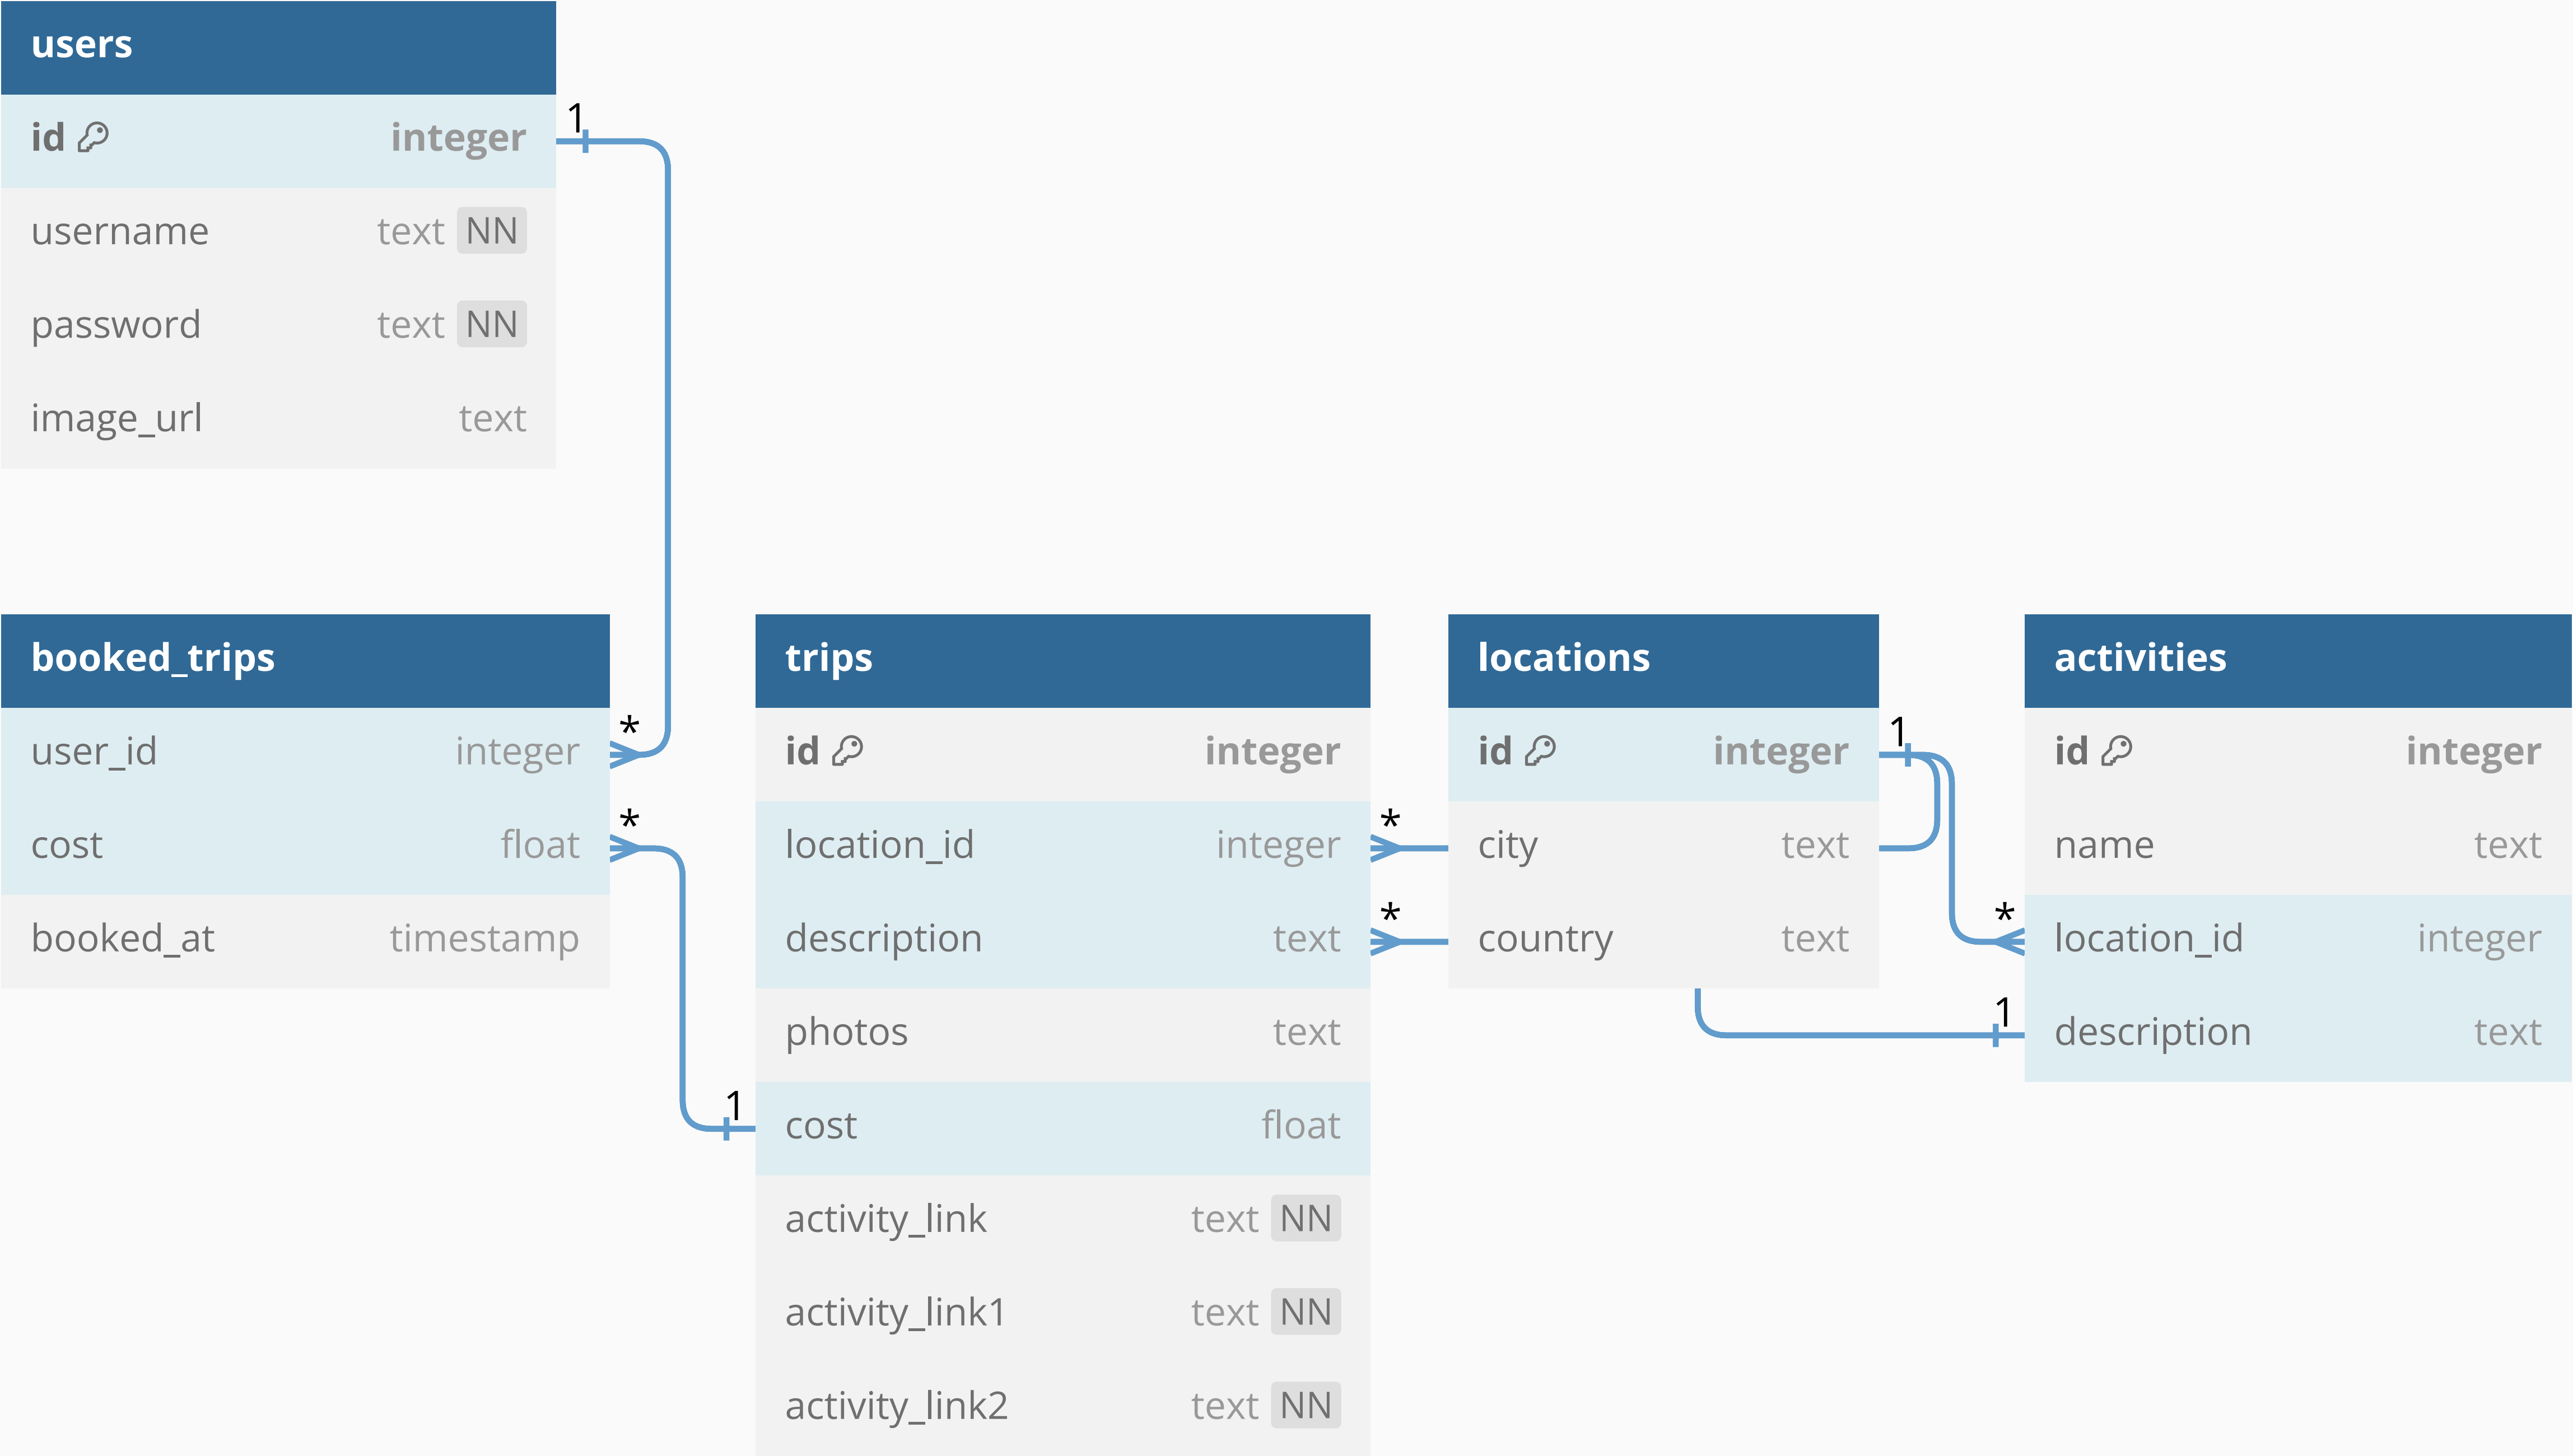 users
id integer
username text NN
password text NN
image_url text
1
booked_trips
user_id integer
cost float
booked_at timestamp
*
*
trips
id integer
location_id integer
description text
photos text
cost float
activity_link text NN
activity_link1 text NN
activity_link2 text NN
1
*
*
locations
id integer
city text
country text
1
activities
id integer
name text
location_id integer
description text
*
1